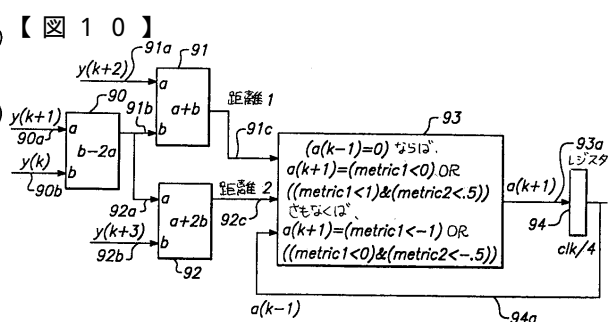 【図１０】
91a
91
y(k+2)
a
a+b
b
91b
距離 1
91c
y(k+1)
90
90a
a
b-2a
y(k)
90b
b
92a
a
a+2b
b
距離 2
92c
y(k+3)
92b
92
93
(a(k-1)=0) ならば、
a(k+1)=(metric1<0) OR
((metric1<1)&(metric2<.5))
さもなくば、
a(k+1)=(metric1<-1) OR
((metric1<0)&(metric2<-.5))
a(k+1)
93a
レジスタ
94
clk/4
a(k-1)
94a